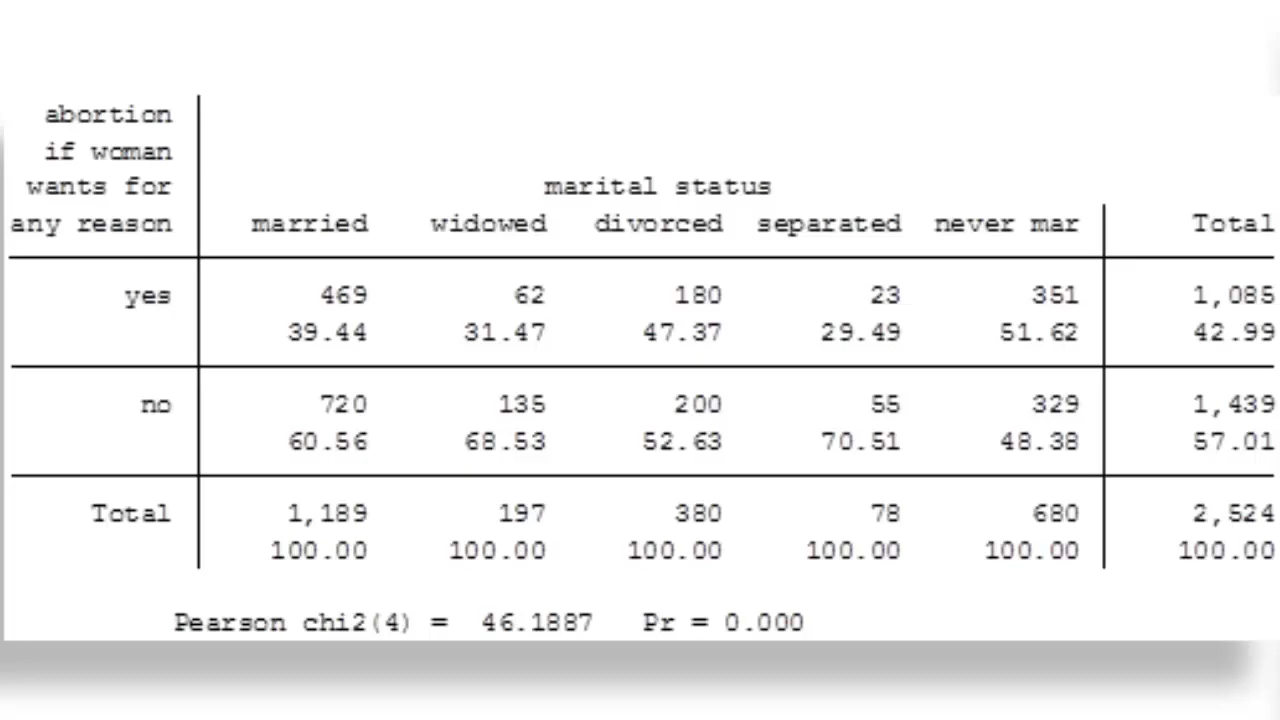 abortion
if woman
wants for marital status
any reason married widowed divorced separated never mar Total
yes 469 62 180 23 351 1,085
39.44 31.47 47.37 29.49 51.62 42.99
no 720 135 200 55 329 1,439
60.56 68.53 52.63 70.51 48.38 57.01
Total 1,189 197 380 78 680 2,524
100.00 100.00 100.00 100.00 100.00 100.00
Pearson chi2(4) = 46.1887 Pr = 0.000